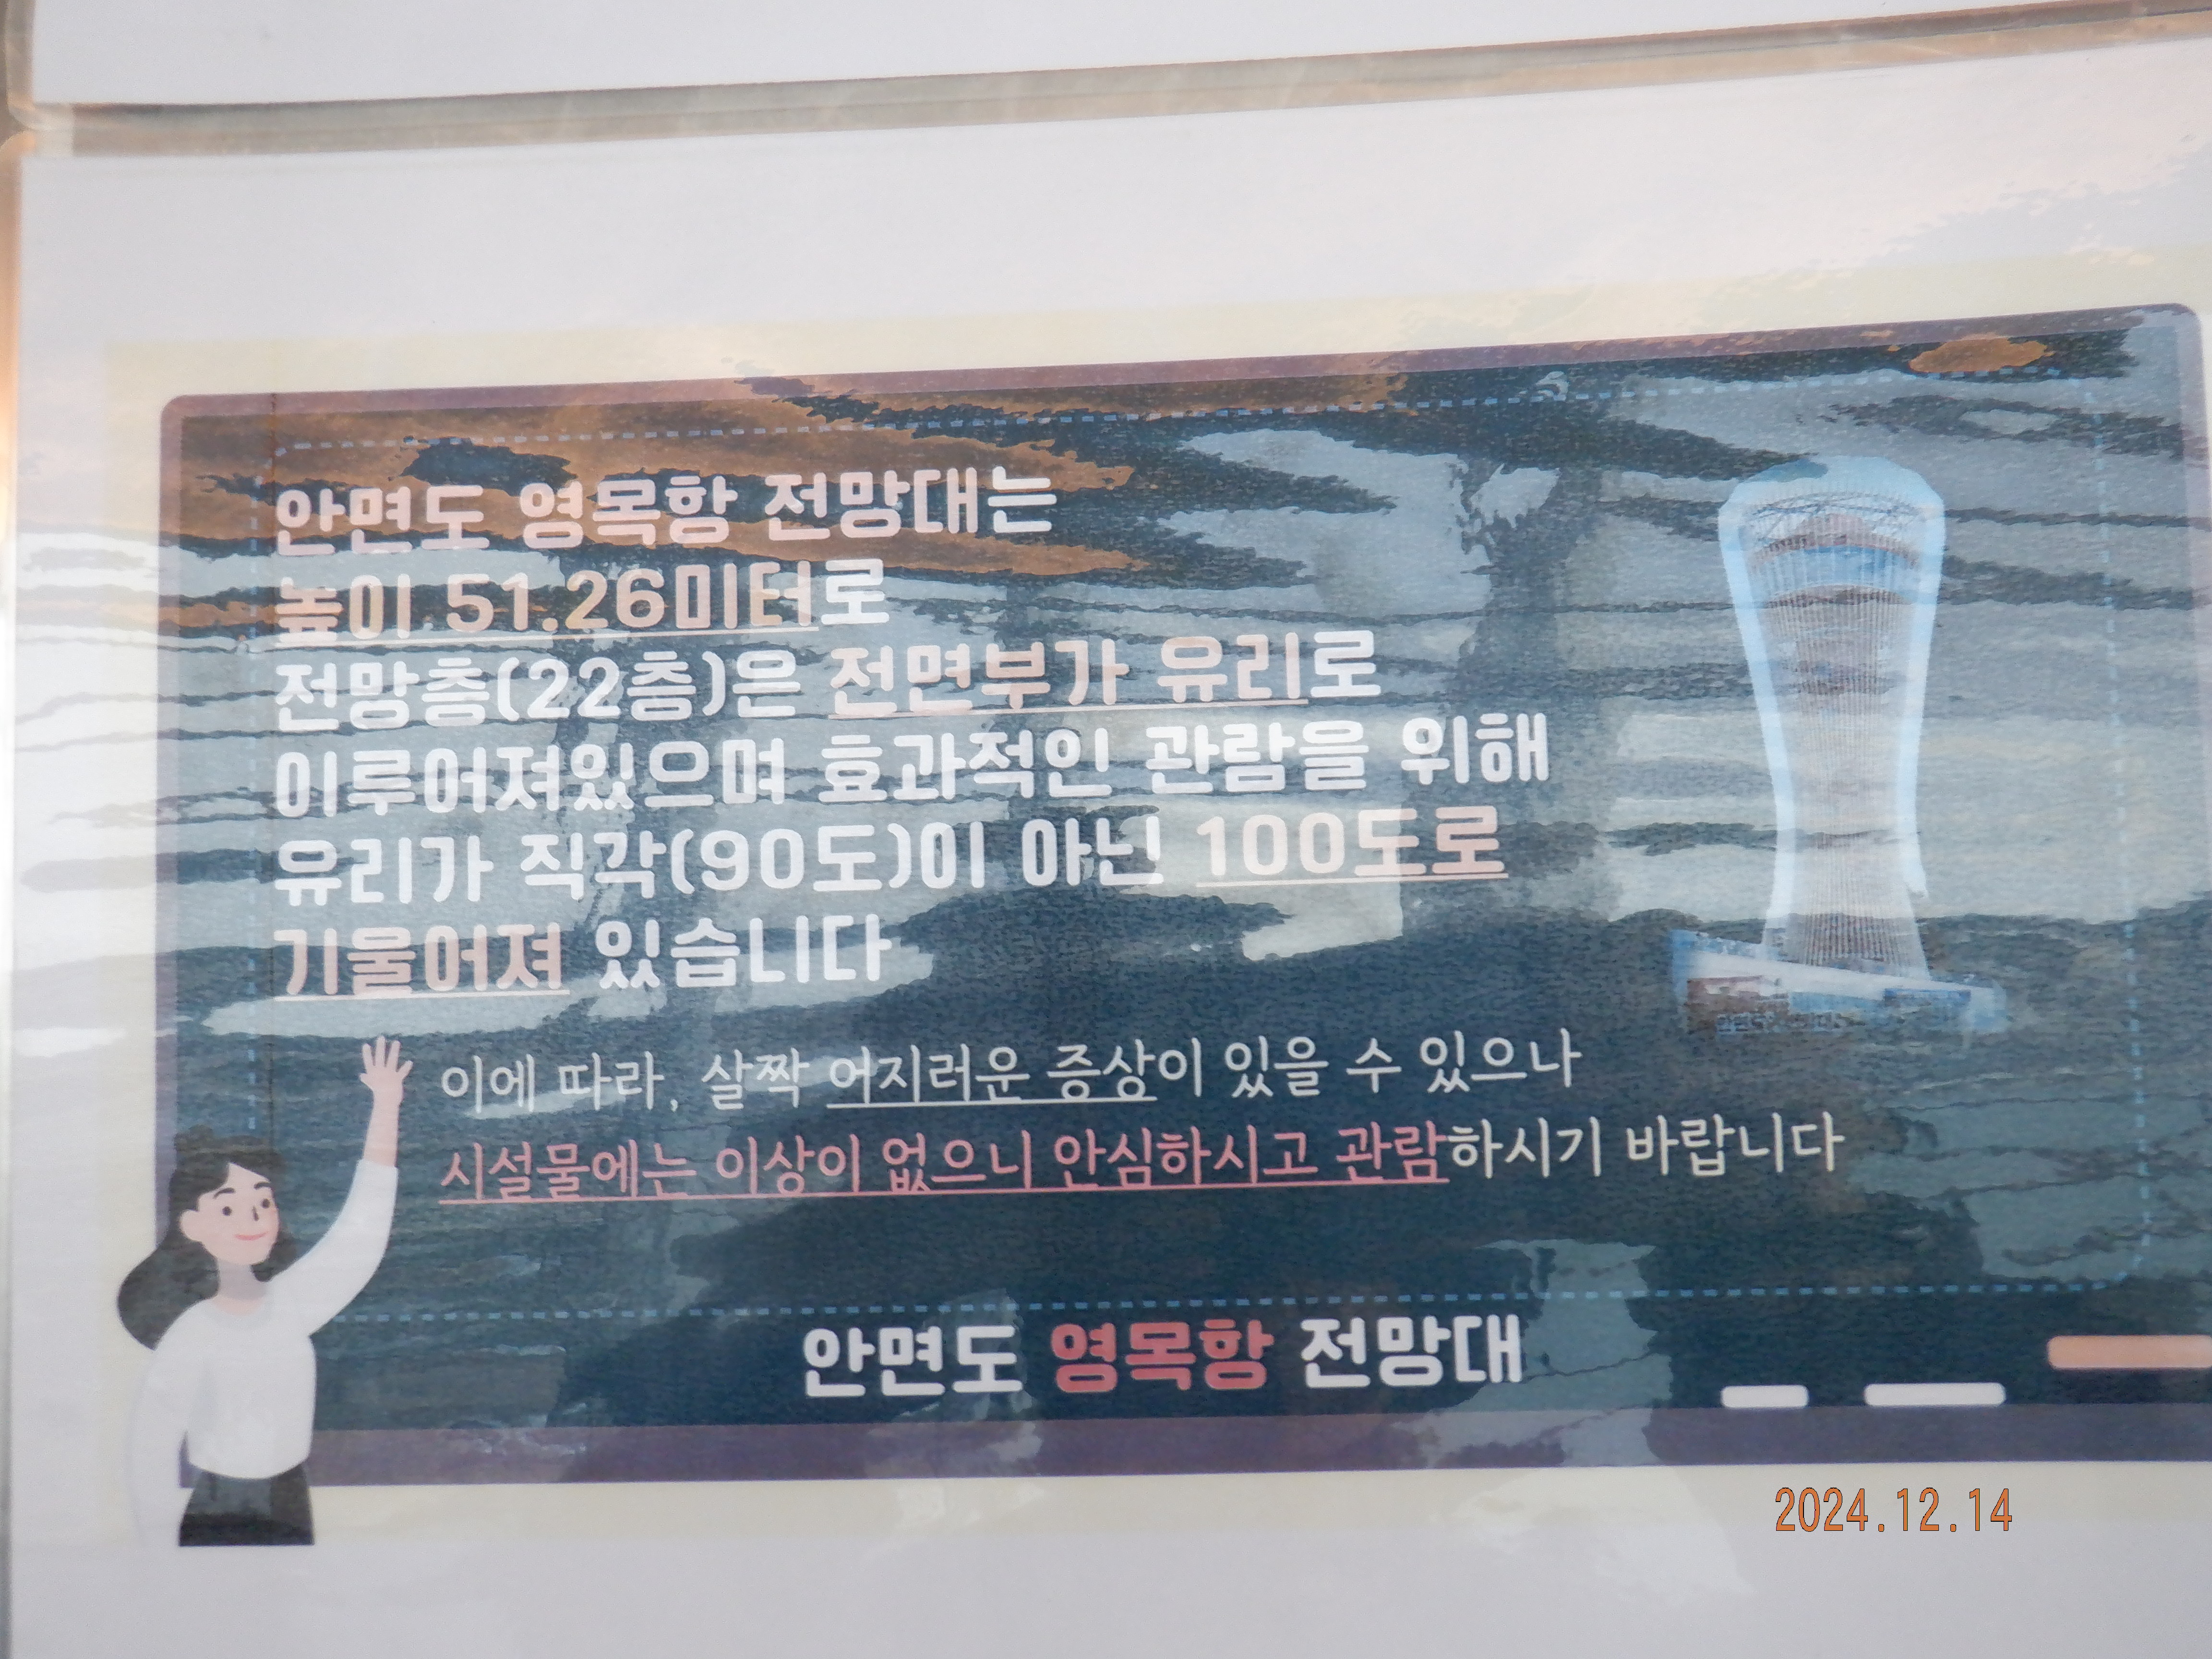 안면도 영목항 전망대는
높이 51.26미터로
전망층(22층)은 전면부가 유리로
이루어져있으며 효과적인 관람을 위해
유리가 직각(90도)이 아닌 100도로
기울어져 있습니다
이에 따라, 살짝 어지러운 증상이 있을 수 있으나
시설물에는 이상이 없으니 안심하시고 관람하시기 바랍니다
안면도 영목항 전망대
2024.12.14